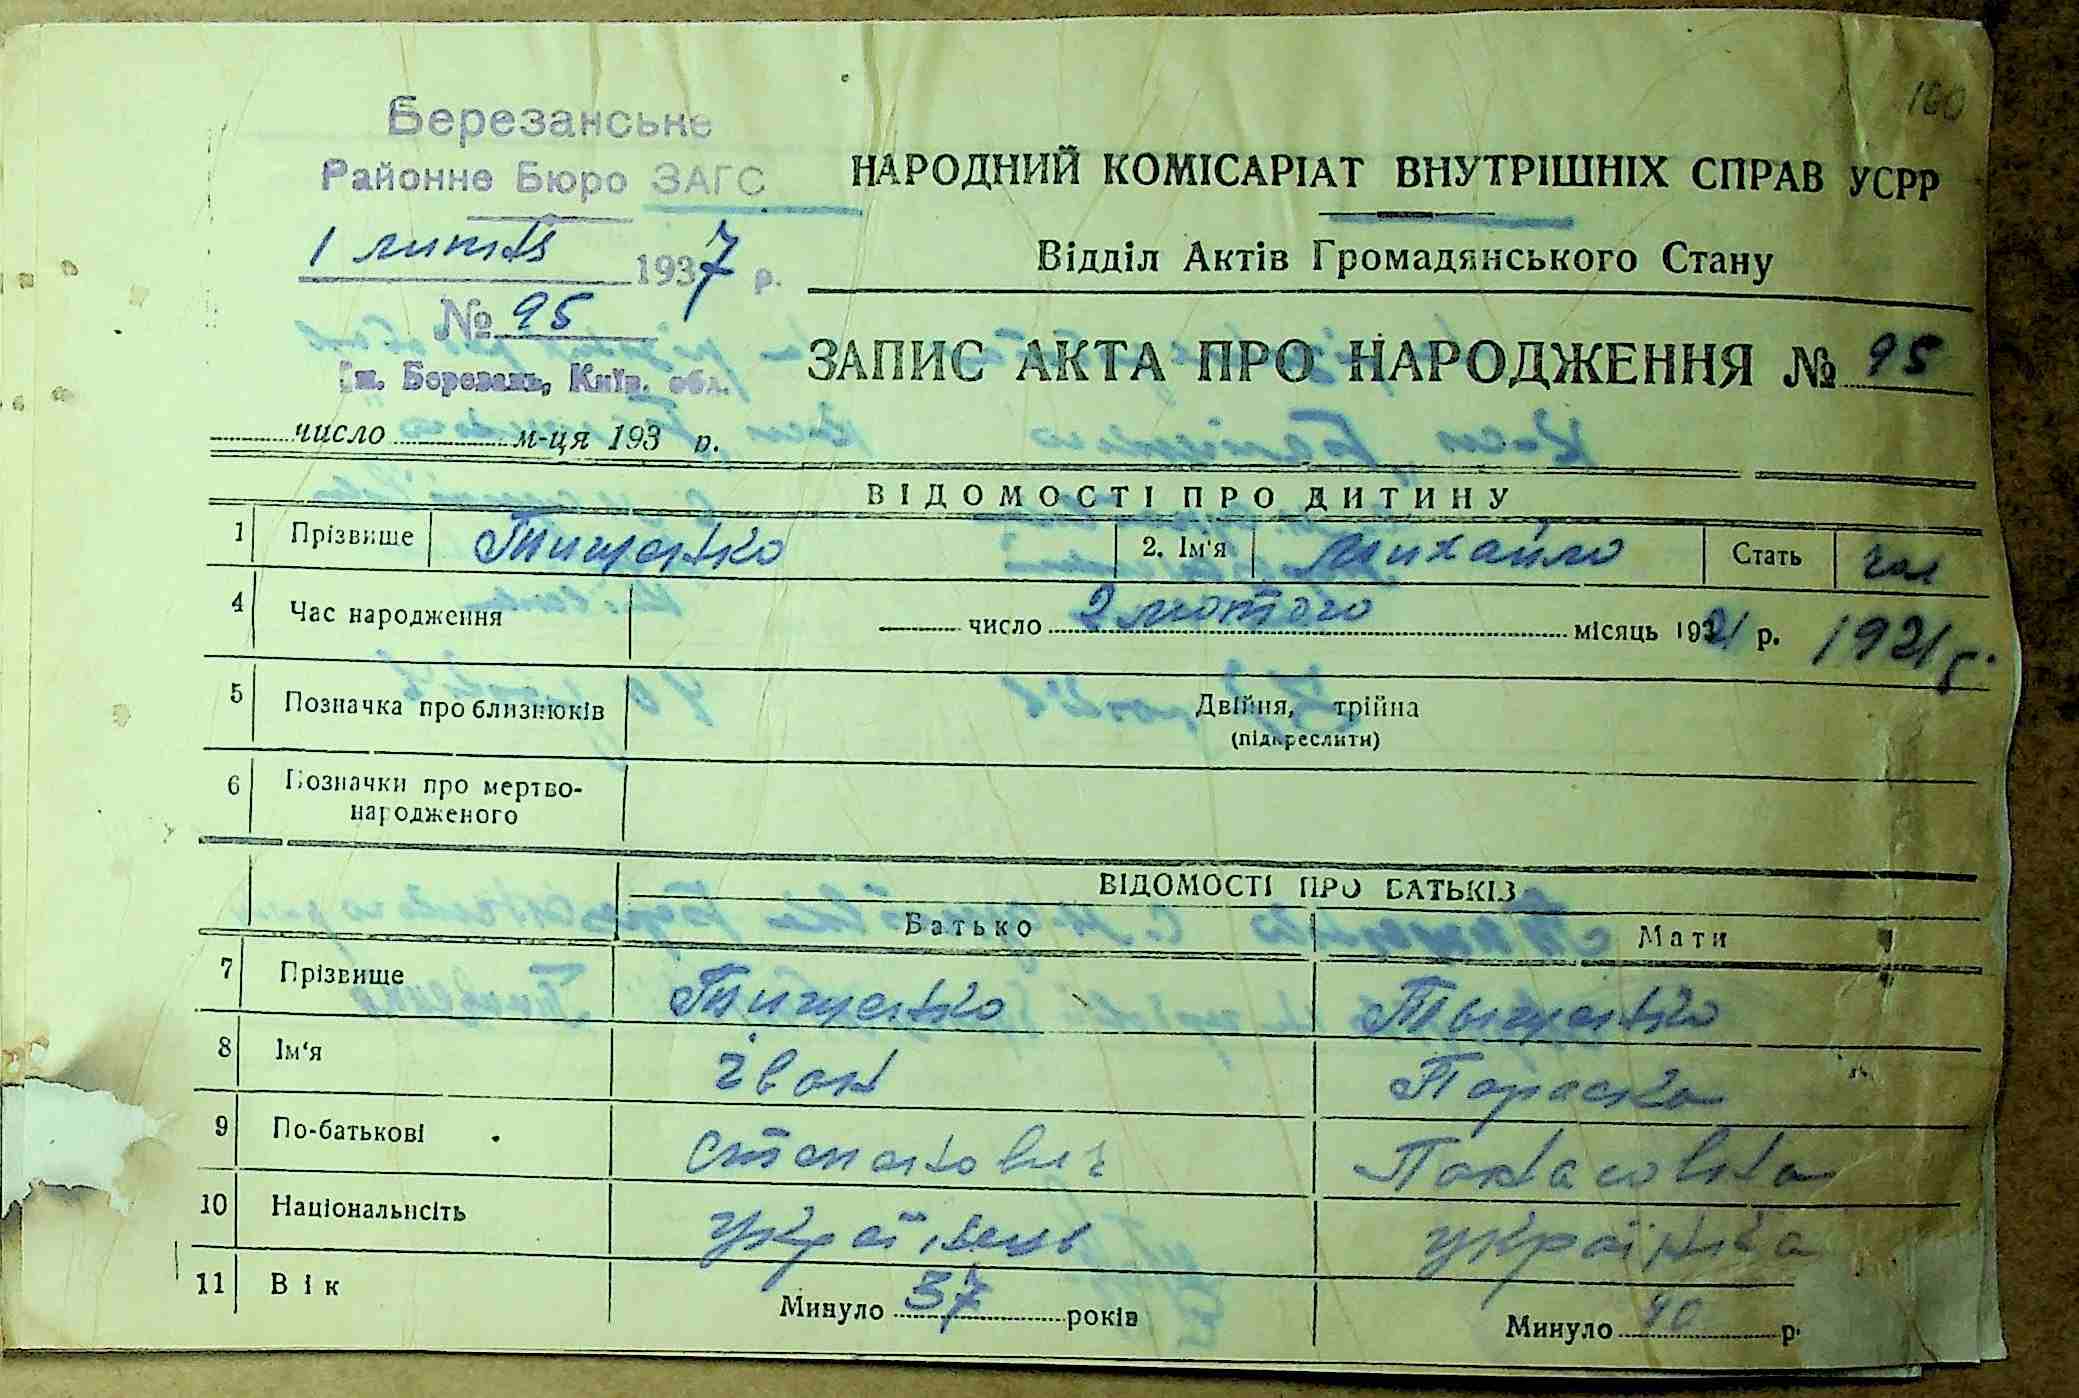 160
Березанське
Районне Бюро ЗАГС
1 лютня 1937 р.
№ 95
ст. Березань, Київ. обл.
НАРОДНИЙ КОМІСАРІАТ ВНУТРІШНІХ СПРАВ УСРР
Відділ Актів Громадянського Стану
ЗАПИС АКТА ПРО НАРОДЖЕННЯ № 95
число м-ця 193 р.
ВІДОМОСТІ ПРО ДИТИНУ
1 Прізвище Тищенко 2. Ім'я Михайло Стать чол
4 Час народження число 2 лютого місяць 1921 р. 1921 г.
5 Позначка про близнюків Двійня, трійна
(підкреслити)
6 Позначки про мертво-
народженого
ВІДОМОСТІ ПРО БАТЬКІВ
Батько Мати
7 Прізвище Тищенко Тыщенко
8 Ім'я Іван Параска
9 По-батькові Степанович
10 Національність українець українка
11 Вік Минуло 37 років Минуло 40 р.